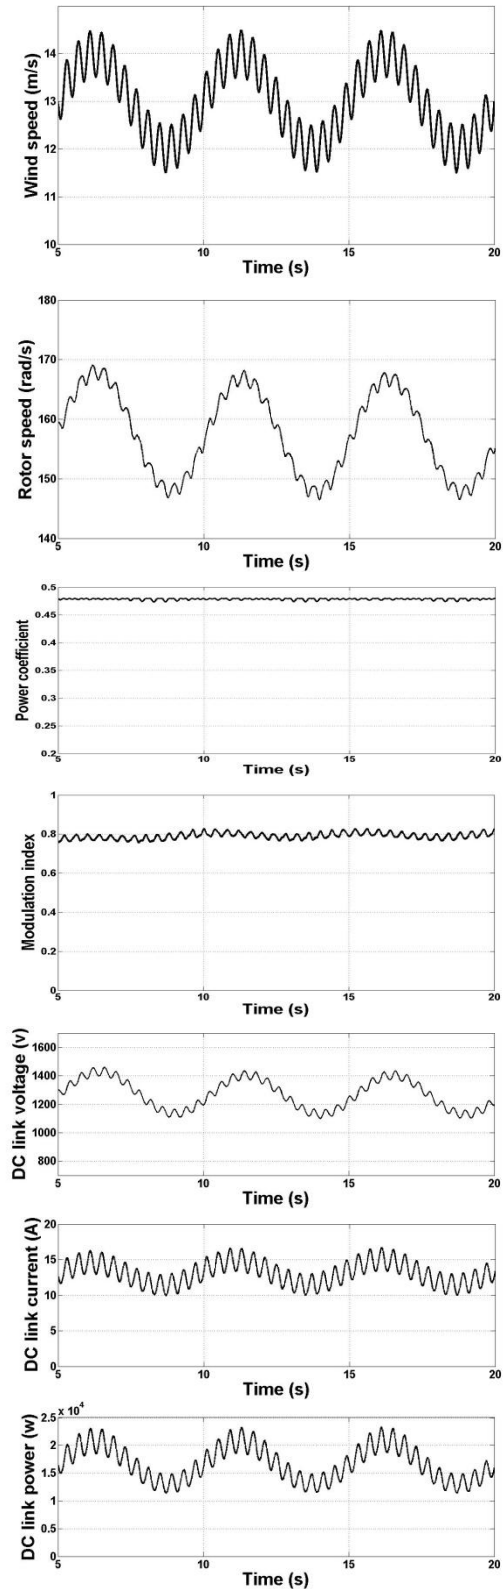 Wind speed (m/s)
14
13
12
11
10
5 10 15 20
Time (s)
Rotor speed (rad/s)
180
170
160
150
140
5 10 15 20
Time (s)
Power coefficient
0.5
0.45
0.4
0.35
0.3
0.25
0.2
5 10 15 20
Time (s)
Modulation index
1
0.8
0.6
0.4
0.2
0
5 10 15 20
Time (s)
DC link voltage (v)
1600
1400
1200
1000
800
5 10 15 20
Time (s)
DC link current (A)
20
15
10
5
0
5 10 15 20
Time (s)
DC link power (w)
x 10⁴
2.5
2
1.5
1
0.5
0
5 10 15 20
Time (s)